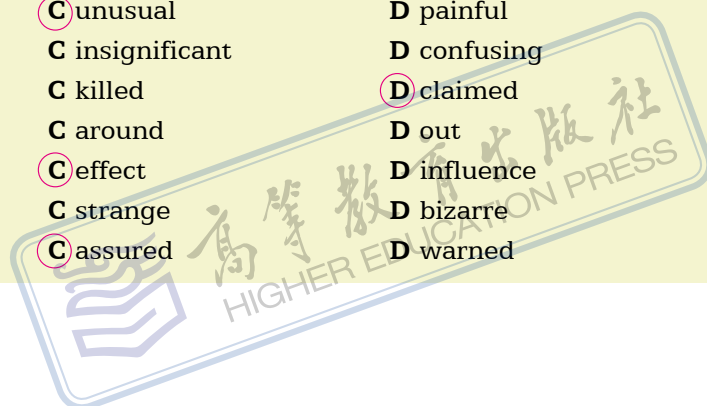 C unusual D painful
C insignificant D confusing
C killed D claimed
C around D out
C effect D influence
C strange D bizarre
C assured D warned
高等教育出版社
HIGHER EDUCATION PRESS